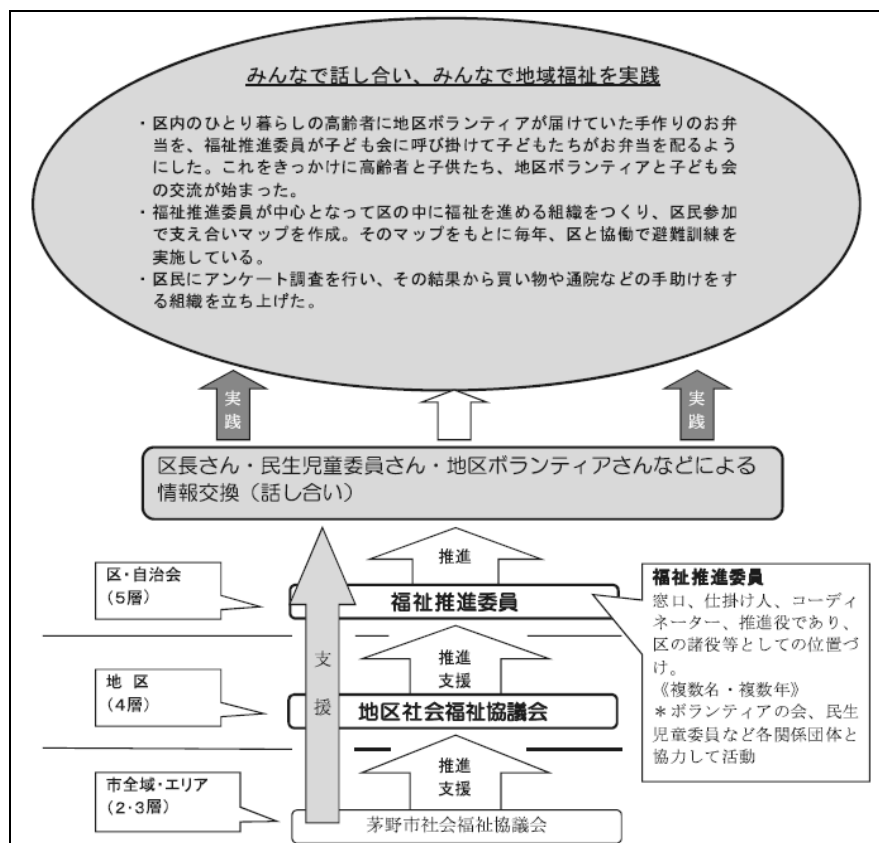 みんなで話し合い、みんなで地域福祉を実践
・区内のひとり暮らしの高齢者に地区ボランティアが届けていた手作りのお弁
当を、福祉推進委員が子ども会に呼び掛けて子どもたちがお弁当を配るよう
にした。これをきっかけに高齢者と子供たち、地区ボランティアと子ども会
の交流が始まった。
・福祉推進委員が中心となって区の中に福祉を進める組織をつくり、区民参加
で支え合いマップを作成。そのマップをもとに毎年、区と協働で避難訓練を
実施している。
・区民にアンケート調査を行い、その結果から買い物や通院などの手助けをす
る組織を立ち上げた。
実践
実践
区長さん・民生児童委員さん・地区ボランティアさんなどによる
情報交換（話し合い）
推進
区・自治会
（5層）
福祉推進委員
福祉推進委員
窓口、仕掛け人、コーディ
ネーター、推進役であり、
区の諸役等としての位置づ
け。
《複数名・複数年》
＊ボランティアの会、民生
児童委員など各関係団体と
協力して活動
支援
推進
支援
地 区
（4層）
地区社会福祉協議会
推進
支援
市全域・エリア
（2・3層）
茅野市社会福祉協議会